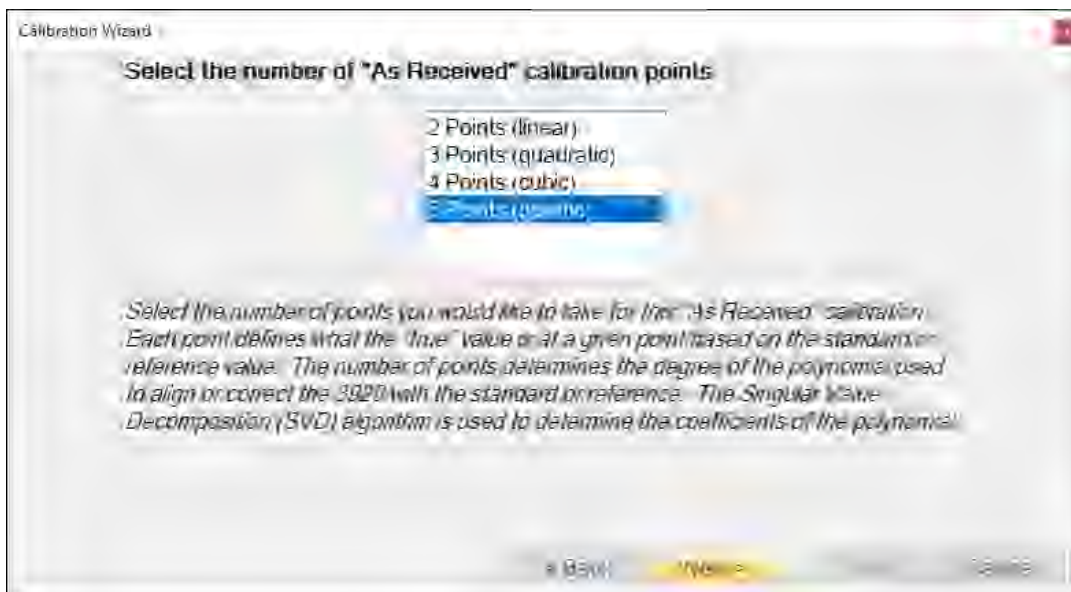 Calibration Wizard
Select the number of "As Received" calibration points
2 Points (linear)
3 Points (quadratic)
4 Points (cubic)
5 Points
Select the number of points you would like to take for this "As Received" calibration.
Each point defines what the "true" value is at a given point based on the standard or
reference value. The number of points determines the degree of the polynomial used
to align or correct the 3920 with the standard or reference. The Singular Value
Decomposition (SVD) algorithm is used to determine the coefficients of the polynomial.
< Back
Cancel